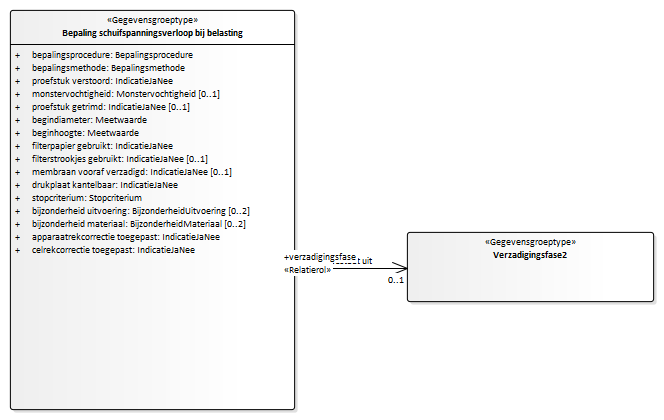 «Gegevensgroeptype»
Bepaling schuifspanningsverloop bij belasting
+ bepalingsprocedure: Bepalingsprocedure
+ bepalingsmethode: Bepalingsmethode
+ proefstuk verstoord: IndicatieJaNee
+ monstervochtigheid: Monstervochtigheid [0..1]
+ proefstuk getrimd: IndicatieJaNee [0..1]
+ begindiameter: Meetwaarde
+ beginhoogte: Meetwaarde
+ filterpapier gebruikt: IndicatieJaNee
+ filterstrookjes gebruikt: IndicatieJaNee [0..1]
+ membraan vooraf verzadigd: IndicatieJaNee [0..1]
+ drukplaat kantelbaar: IndicatieJaNee
+ stopcriterium: Stopcriterium
+ bijzonderheid uitvoering: BijzonderheidUitvoering [0..2]
+ bijzonderheid materiaal: BijzonderheidMateriaal [0..2]
+ apparaatrekcorrectie toegepast: IndicatieJaNee
+ celrekcorrectie toegepast: IndicatieJaNee
+verzadigingsfase
uit
«Relatierol»
0..1
«Gegevensgroeptype»
Verzadigingsfase2